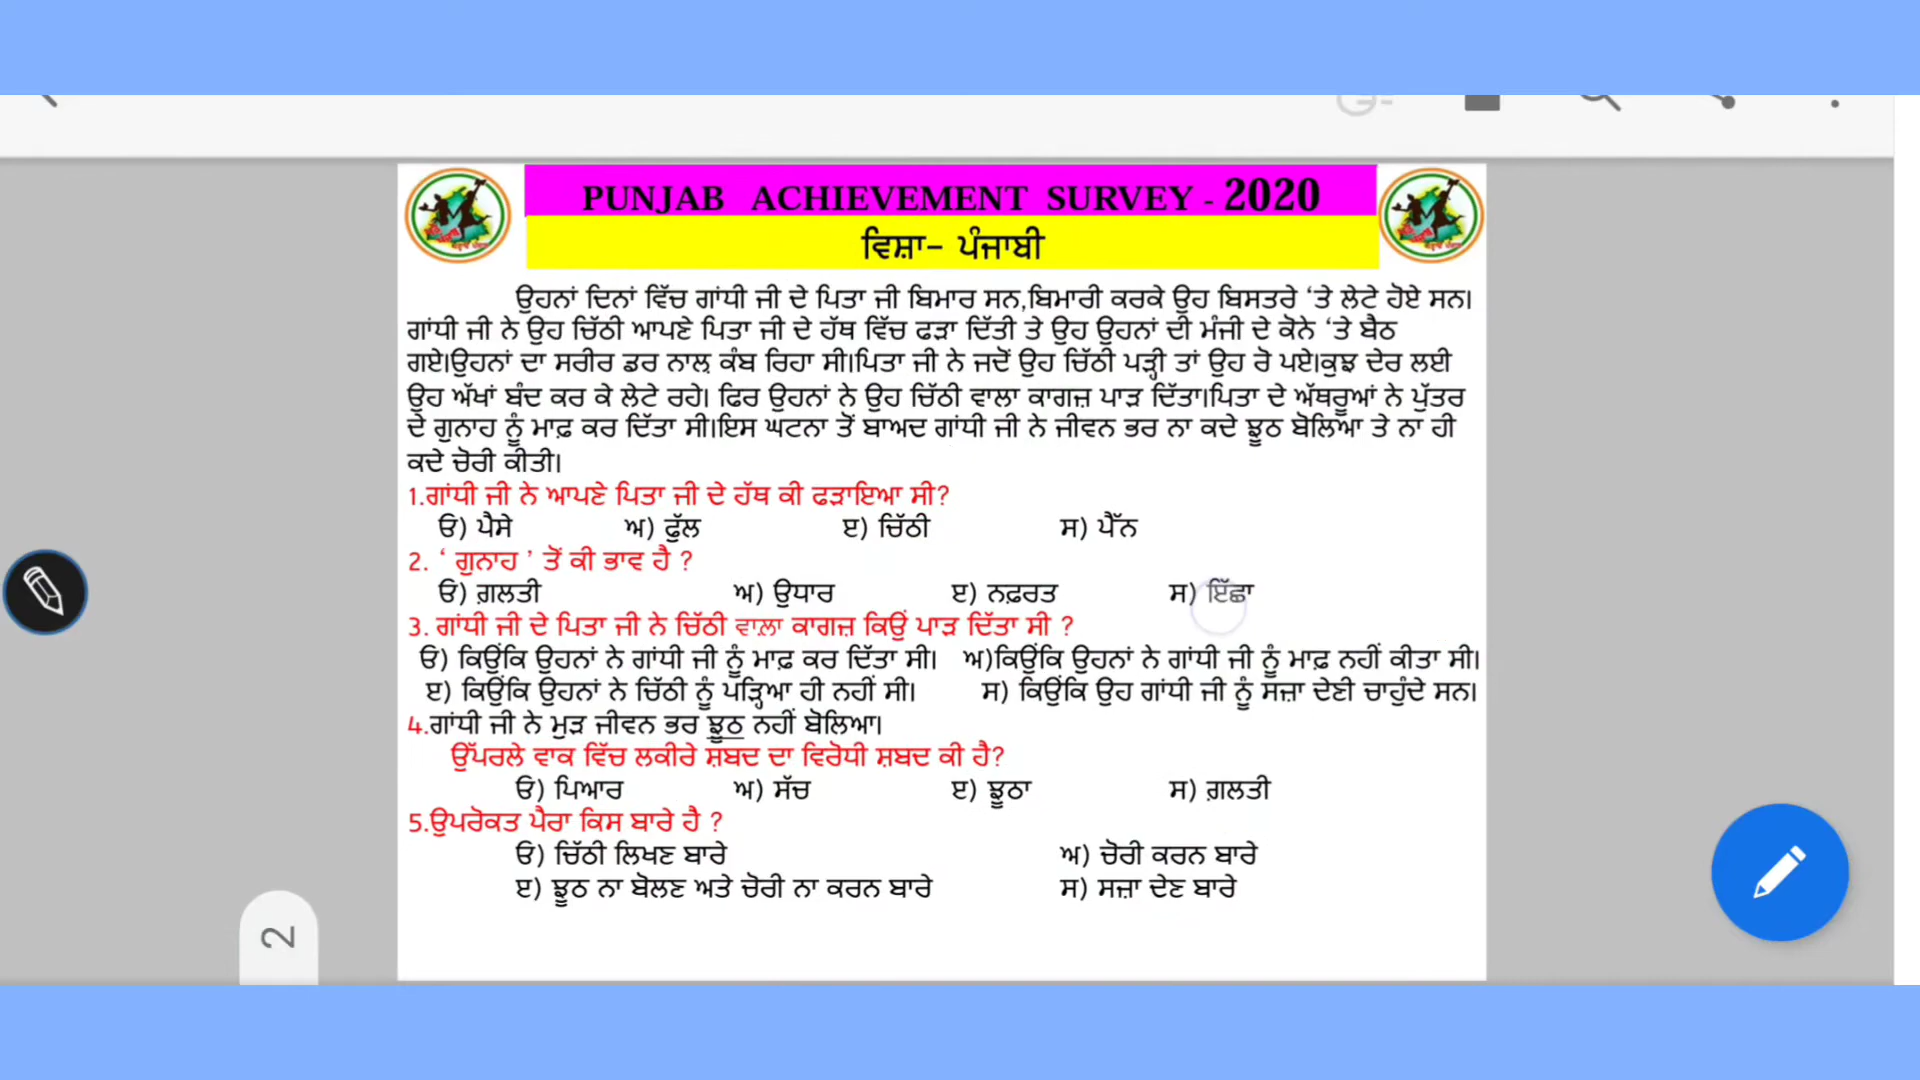 PUNJAB ACHIEVEMENT SURVEY - 2020
ਵਿਸ਼ਾ- ਪੰਜਾਬੀ
ਉਹਨਾਂ ਦਿਨਾਂ ਵਿੱਚ ਗਾਂਧੀ ਜੀ ਦੇ ਪਿਤਾ ਜੀ ਬਿਮਾਰ ਸਨ,ਬਿਮਾਰੀ ਕਰਕੇ ਉਹ ਬਿਸਤਰੇ ‘ਤੇ ਲੇਟੇ ਹੋਏ ਸਨ।
ਗਾਂਧੀ ਜੀ ਨੇ ਉਹ ਚਿੱਠੀ ਆਪਣੇ ਪਿਤਾ ਜੀ ਦੇ ਹੱਥ ਵਿੱਚ ਫੜਾ ਦਿੱਤੀ ਤੇ ਉਹ ਉਹਨਾਂ ਦੀ ਮੰਜੀ ਦੇ ਕੋਨੇ ‘ਤੇ ਬੈਠ
ਗਏ।ਉਹਨਾਂ ਦਾ ਸਰੀਰ ਡਰ ਨਾਲ਼ ਕੰਬ ਰਿਹਾ ਸੀ।ਪਿਤਾ ਜੀ ਨੇ ਜਦੋਂ ਉਹ ਚਿੱਠੀ ਪੜ੍ਹੀ ਤਾਂ ਉਹ ਰੋ ਪਏ।ਕੁਝ ਦੇਰ ਲਈ
ਉਹ ਅੱਖਾਂ ਬੰਦ ਕਰ ਕੇ ਲੇਟੇ ਰਹੇ। ਫਿਰ ਉਹਨਾਂ ਨੇ ਉਹ ਚਿੱਠੀ ਵਾਲਾ ਕਾਗਜ਼ ਪਾੜ ਦਿੱਤਾ।ਪਿਤਾ ਦੇ ਅੱਥਰੂਆਂ ਨੇ ਪੁੱਤਰ
ਦੇ ਗੁਨਾਹ ਨੂੰ ਮਾਫ਼ ਕਰ ਦਿੱਤਾ ਸੀ।ਇਸ ਘਟਨਾ ਤੋਂ ਬਾਅਦ ਗਾਂਧੀ ਜੀ ਨੇ ਜੀਵਨ ਭਰ ਨਾ ਕਦੇ ਝੂਠ ਬੋਲਿਆ ਤੇ ਨਾ ਹੀ
ਕਦੇ ਚੋਰੀ ਕੀਤੀ।
1.ਗਾਂਧੀ ਜੀ ਨੇ ਆਪਣੇ ਪਿਤਾ ਜੀ ਦੇ ਹੱਥ ਕੀ ਫੜਾਇਆ ਸੀ?
ੳ) ਪੈਸੇ ਅ) ਫੁੱਲ ੲ) ਚਿੱਠੀ ਸ) ਪੈੱਨ
2. ‘ ਗੁਨਾਹ ’ ਤੋਂ ਕੀ ਭਾਵ ਹੈ ?
ੳ) ਗ਼ਲਤੀ ਅ) ਉਧਾਰ ੲ) ਨਫ਼ਰਤ ਸ) ਇੱਛਾ
3. ਗਾਂਧੀ ਜੀ ਦੇ ਪਿਤਾ ਜੀ ਨੇ ਚਿੱਠੀ ਵਾਲ਼ਾ ਕਾਗਜ਼ ਕਿਉਂ ਪਾੜ ਦਿੱਤਾ ਸੀ ?
ੳ) ਕਿਉਂਕਿ ਉਹਨਾਂ ਨੇ ਗਾਂਧੀ ਜੀ ਨੂੰ ਮਾਫ਼ ਕਰ ਦਿੱਤਾ ਸੀ। ਅ)ਕਿਉਂਕਿ ਉਹਨਾਂ ਨੇ ਗਾਂਧੀ ਜੀ ਨੂੰ ਮਾਫ਼ ਨਹੀਂ ਕੀਤਾ ਸੀ।
ੲ) ਕਿਉਂਕਿ ਉਹਨਾਂ ਨੇ ਚਿੱਠੀ ਨੂੰ ਪੜ੍ਹਿਆ ਹੀ ਨਹੀਂ ਸੀ। ਸ) ਕਿਉਂਕਿ ਉਹ ਗਾਂਧੀ ਜੀ ਨੂੰ ਸਜ਼ਾ ਦੇਣੀ ਚਾਹੁੰਦੇ ਸਨ।
4.ਗਾਂਧੀ ਜੀ ਨੇ ਮੁੜ ਜੀਵਨ ਭਰ ਝੂਠ ਨਹੀਂ ਬੋਲਿਆ।
ਉੱਪਰਲੇ ਵਾਕ ਵਿੱਚ ਲਕੀਰੇ ਸ਼ਬਦ ਦਾ ਵਿਰੋਧੀ ਸ਼ਬਦ ਕੀ ਹੈ?
ੳ) ਪਿਆਰ ਅ) ਸੱਚ ੲ) ਝੂਠਾ ਸ) ਗ਼ਲਤੀ
5.ਉਪਰੋਕਤ ਪੈਰਾ ਕਿਸ ਬਾਰੇ ਹੈ ?
ੳ) ਚਿੱਠੀ ਲਿਖਣ ਬਾਰੇ ਅ) ਚੋਰੀ ਕਰਨ ਬਾਰੇ
ੲ) ਝੂਠ ਨਾ ਬੋਲਣ ਅਤੇ ਚੋਰੀ ਨਾ ਕਰਨ ਬਾਰੇ ਸ) ਸਜ਼ਾ ਦੇਣ ਬਾਰੇ
2